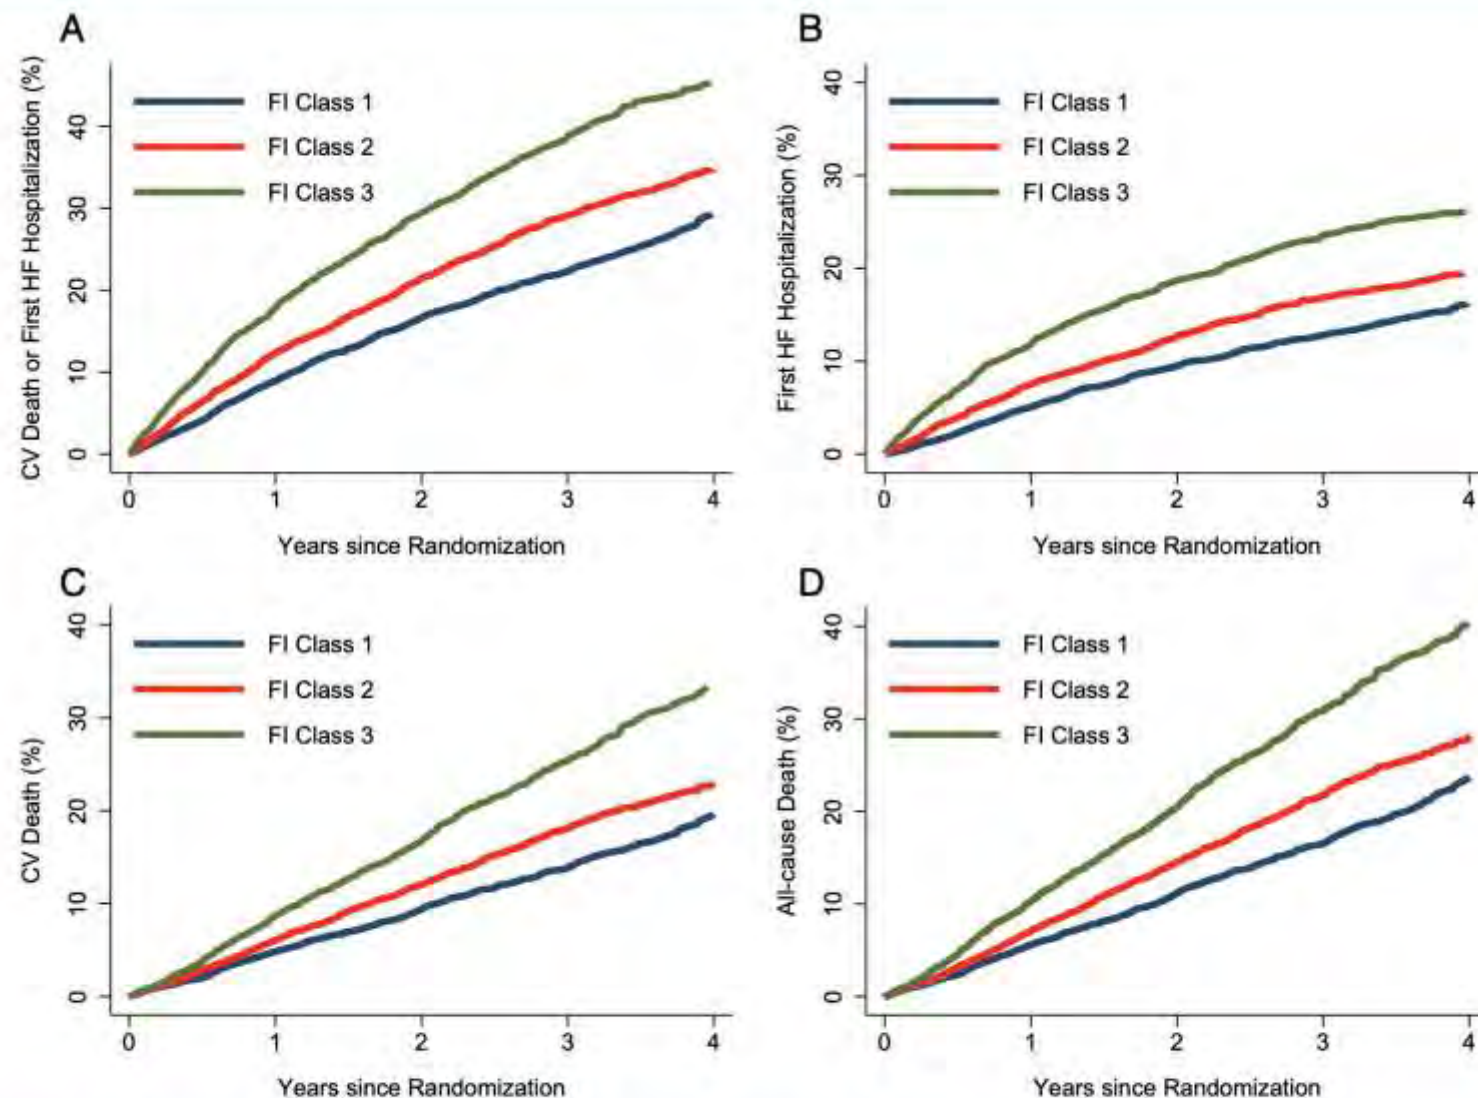 A
CV Death or First HF Hospitalization (%)
40
30
20
10
0
FI Class 1
FI Class 2
FI Class 3
0 1 2 3 4
Years since Randomization
B
First HF Hospitalization (%)
40
30
20
10
0
FI Class 1
FI Class 2
FI Class 3
0 1 2 3 4
Years since Randomization
C
CV Death (%)
40
30
20
10
0
FI Class 1
FI Class 2
FI Class 3
0 1 2 3 4
Years since Randomization
D
All-cause Death (%)
40
30
20
10
0
FI Class 1
FI Class 2
FI Class 3
0 1 2 3 4
Years since Randomization